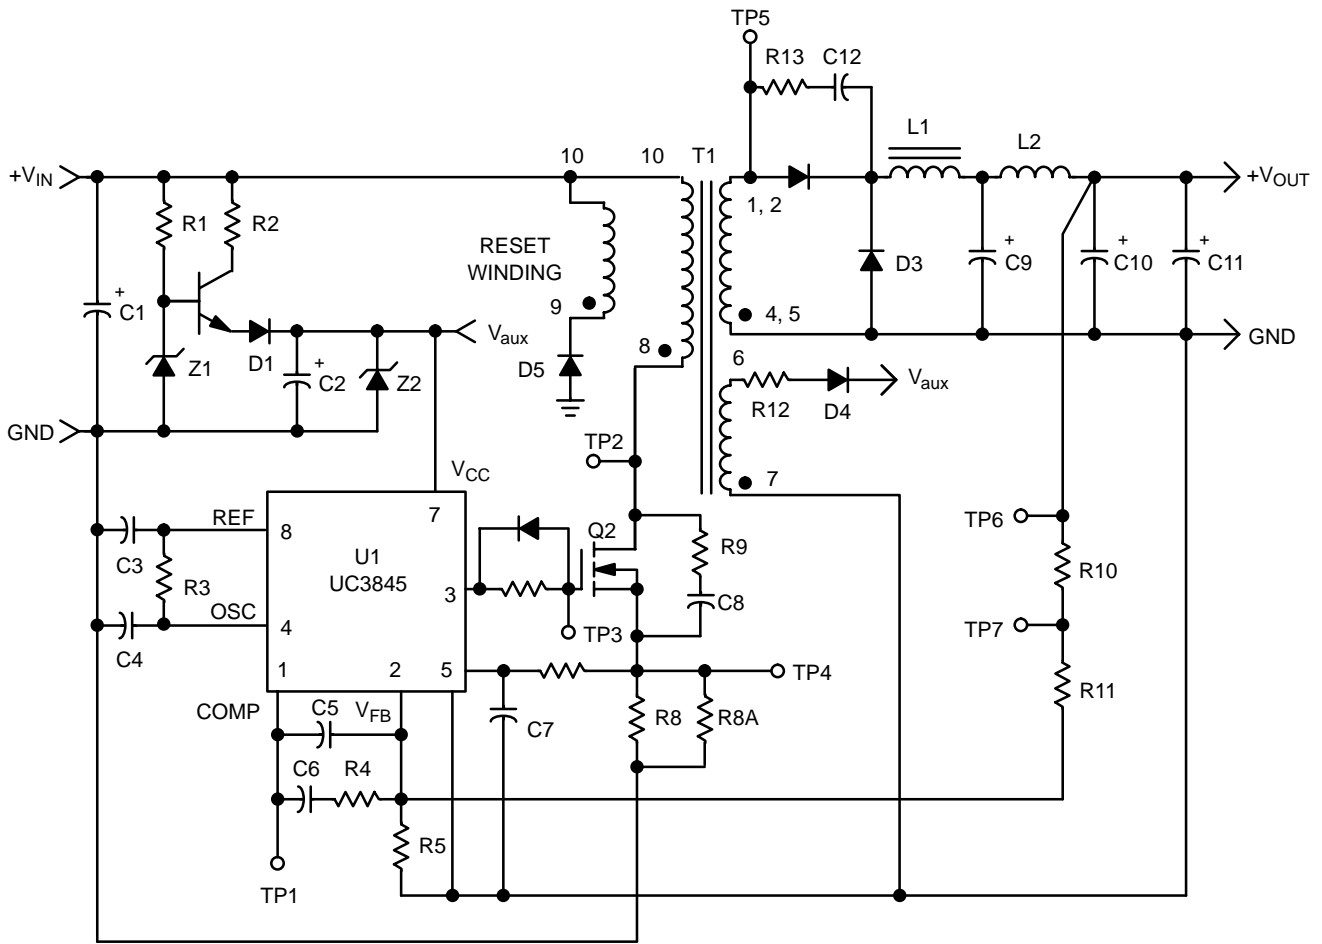 TP5
R13
C12
L1
L2
+VIN
10
10
T1
+VOUT
R1
R2
RESET
WINDING
1, 2
D3
+
C9
+
C10
+
C11
+
C1
9
4, 5
Z1
D1
+
C2
Z2
Vaux
D5
8
GND
6
R12
D4
Vaux
GND
TP2
VCC
7
7
REF
8
U1
UC3845
Q2
R9
TP6
R10
C3
R3
3
C8
OSC
4
TP3
TP7
C4
1
2
5
TP4
R11
COMP
C5
VFB
C7
R8
R8A
C6
R4
R5
TP1